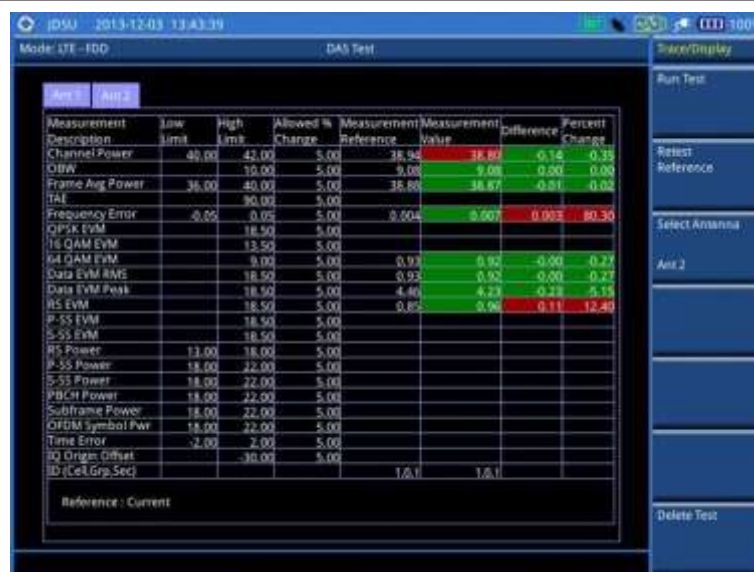 JDSU 2013-12-03 13:43:39 100%
Mode: LTE - FDD DAS Test Trace/Display
Run Test
Ant 1 Ant 2
Measurement Description Low Limit High Limit Allowed % Change Measurement Reference Measurement Value Difference Percent Change
Channel Power 40.00 42.00 5.00 38.94 38.80 -0.14 -0.35
OBW 10.00 5.00 9.08 9.08 0.00 0.00
Frame Avg Power 36.00 40.00 5.00 38.88 38.87 -0.01 -0.02
TAE 90.00 5.00
Frequency Error -0.05 0.05 5.00 0.004 0.007 0.003 80.30
QPSK EVM 18.50 5.00
16 QAM EVM 13.50 5.00
64 QAM EVM 9.00 5.00 0.93 0.92 -0.00 -0.27
Data EVM RMS 18.50 5.00 0.93 0.92 -0.00 -0.27
Data EVM Peak 18.50 5.00 4.46 4.23 -0.23 -5.15
RS EVM 18.50 5.00 0.85 0.96 0.11 12.40
P-SS EVM 18.50 5.00
S-SS EVM 18.50 5.00
RS Power 13.00 18.00 5.00
P-SS Power 18.00 22.00 5.00
S-SS Power 18.00 22.00 5.00
PBCH Power 18.00 22.00 5.00
Subframe Power 18.00 22.00 5.00
OFDM Symbol Pwr 18.00 22.00 5.00
Time Error -2.00 2.00 5.00
IQ Origin Offset -30.00 5.00
ID (Cell,Grp,Sec) 1,0,1 1,0,1
Reference : Current
Retest Reference
Select Antenna
Ant 2
Delete Test